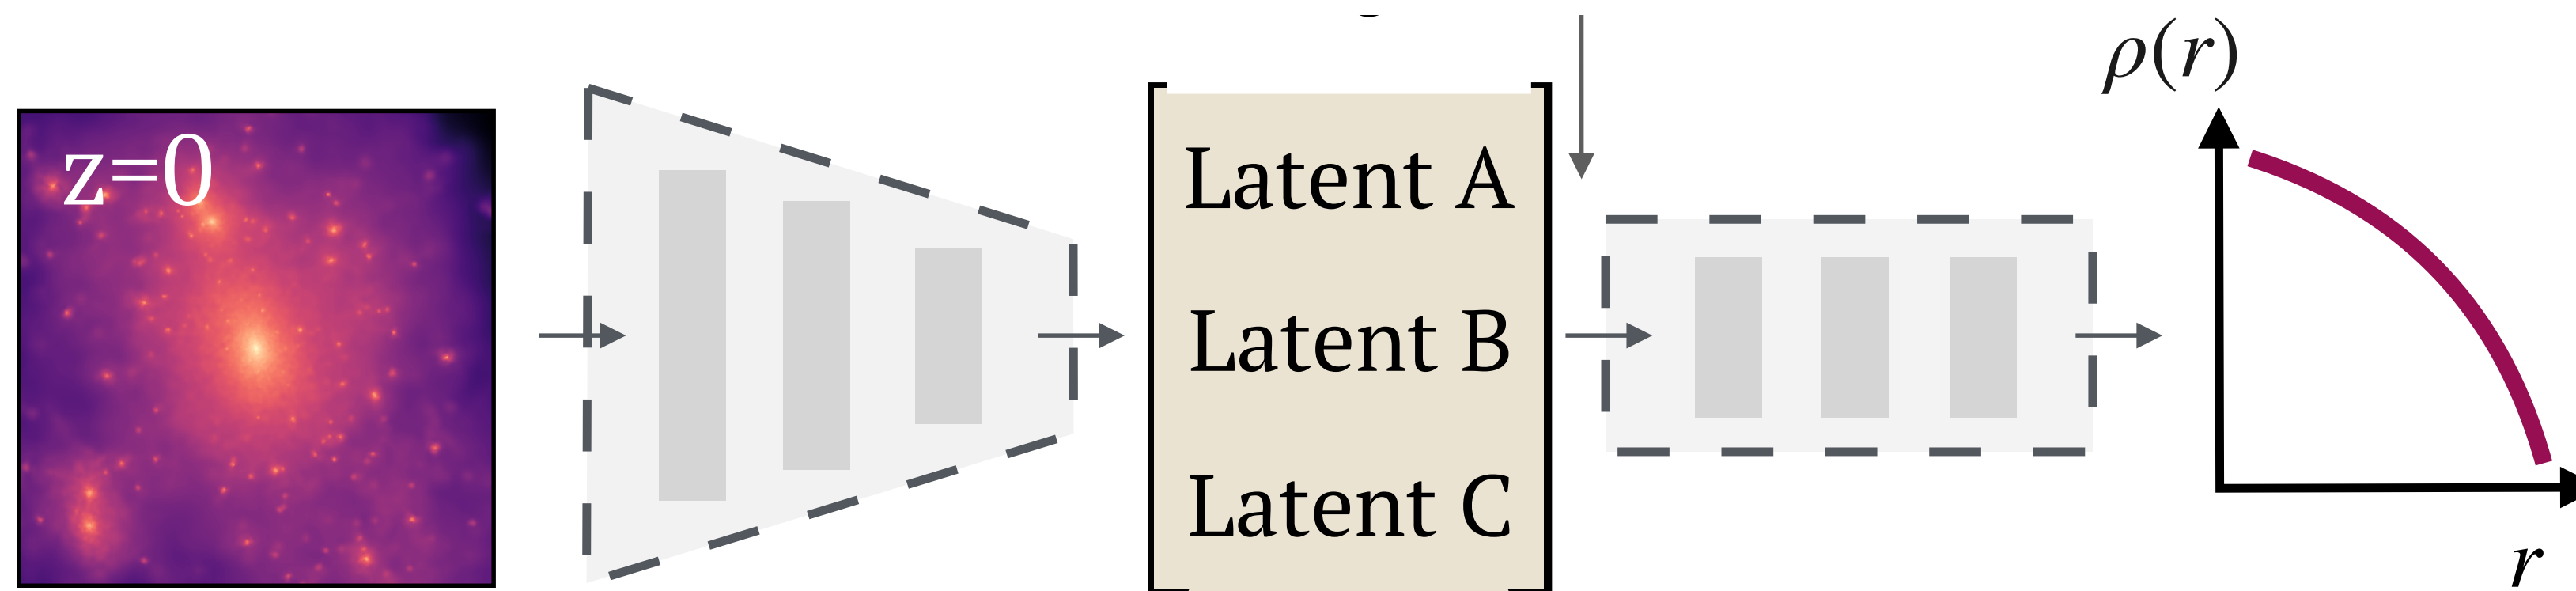 z=0
Latent A
Latent B
Latent C
ρ(r)
r